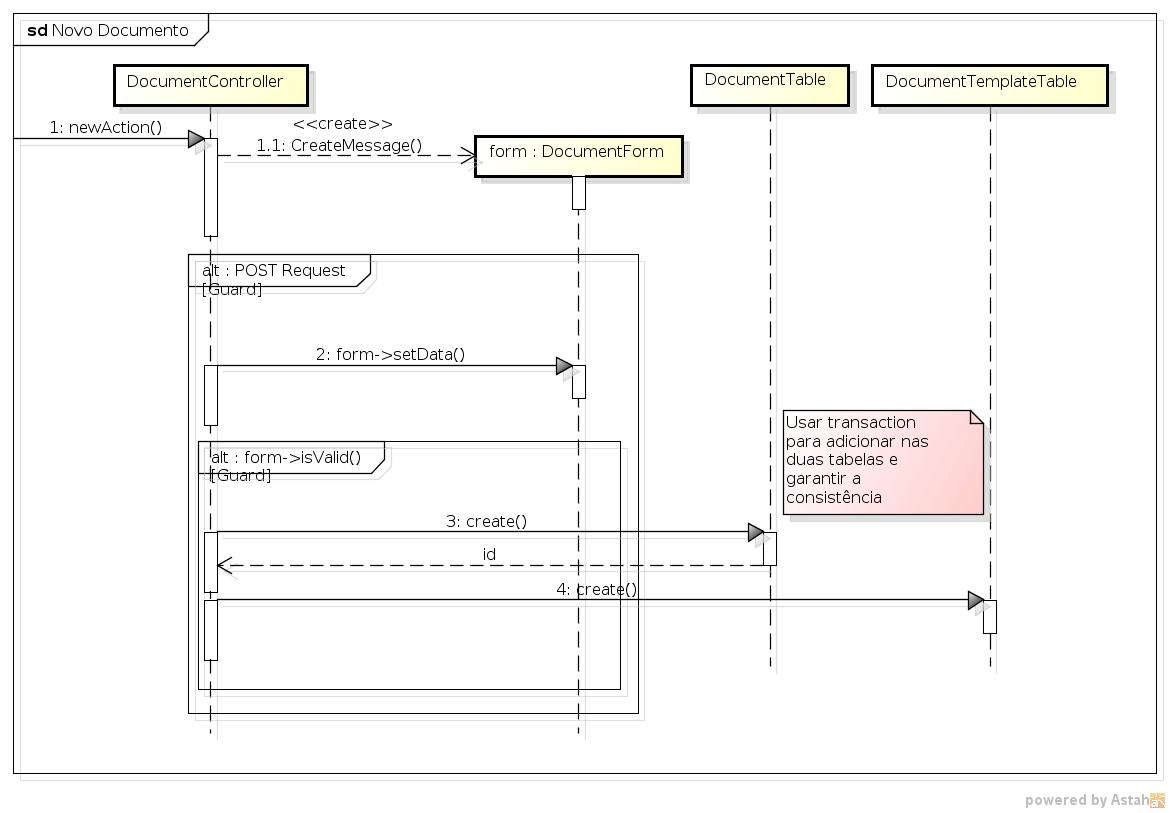 sd Novo Documento
DocumentController
DocumentTable
DocumentTemplateTable
1: newAction()
<<create>>
1.1: CreateMessage()
form : DocumentForm
alt : POST Request
[Guard]
2: form->setData()
Usar transaction
para adicionar nas
duas tabelas e
garantir a
consistência
alt : form->isValid()
[Guard]
3: create()
id
4: create()
powered by Astah